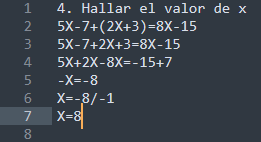 1 4. Hallar el valor de x
2 5X-7+(2X+3)=8X-15
3 5X-7+2X+3=8X-15
4 5X+2X-8X=-15+7
5 -X=-8
6 X=-8/-1
7 X=8
8